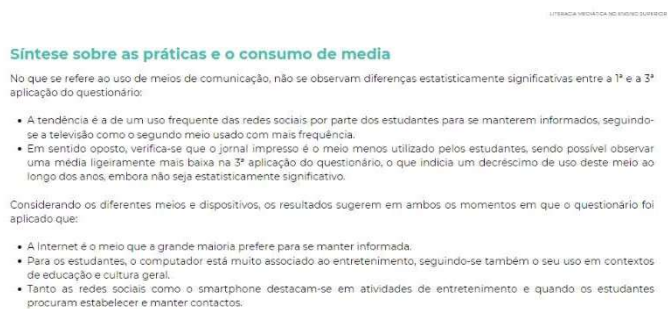 Síntese sobre as práticas e o consumo de media
No que se refere ao uso de meios de comunicação, não se observam diferenças estatisticamente significativas entre a 1ª e a 3ª
aplicação do questionário:
• A tendência é a de um uso frequente das redes sociais por parte dos estudantes para se manterem informados, seguindo-
se a televisão como o segundo meio usado com mais frequência.
• Em sentido oposto, verifica-se que o jornal impresso é o meio menos utilizado pelos estudantes, sendo possível observar
uma média ligeiramente mais baixa na 3ª aplicação do questionário, o que indicia um decréscimo de uso deste meio ao
longo dos anos, embora não seja estatisticamente significativo.
Considerando os diferentes meios e dispositivos, os resultados sugerem em ambos os momentos em que o questionário foi
aplicado que:
• A Internet é o meio que a grande maioria prefere para se manter informada.
• Para os estudantes, o computador está muito associado ao entretenimento, seguindo-se também o seu uso em contextos
de educação e cultura geral.
• Tanto as redes sociais como o smartphone destacam-se em atividades de entretenimento e quando os estudantes
procuram estabelecer e manter contactos.